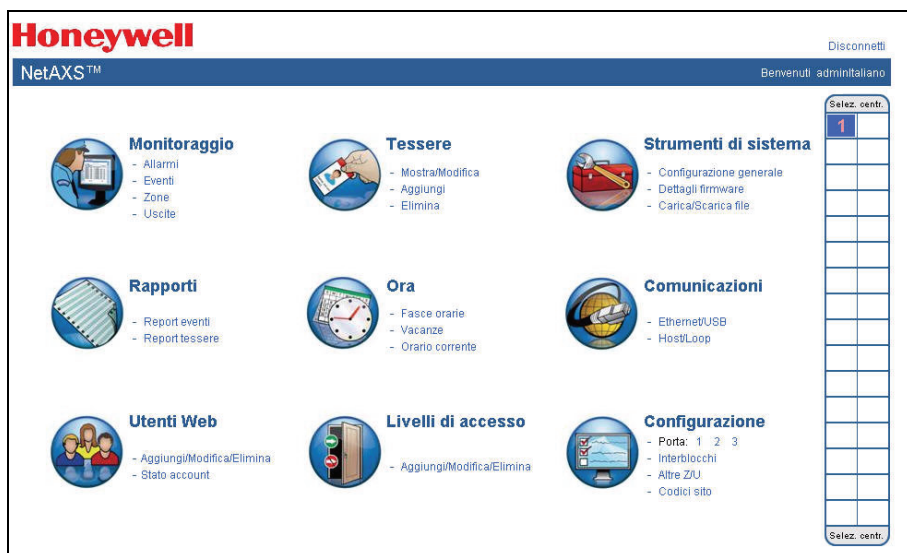 Honeywell
Disconnetti
NetAXS™
Benvenuti adminItaliano
Selez. centr.
1
Monitoraggio
- Allarmi
- Eventi
- Zone
- Uscite
Tessere
- Mostra/Modifica
- Aggiungi
- Elimina
Strumenti di sistema
- Configurazione generale
- Dettagli firmware
- Carica/Scarica file
Rapporti
- Report eventi
- Report tessere
Ora
- Fasce orarie
- Vacanze
- Orario corrente
Comunicazioni
- Ethernet/USB
- Host/Loop
Utenti Web
- Aggiungi/Modifica/Elimina
- Stato account
Livelli di accesso
- Aggiungi/Modifica/Elimina
Configurazione
- Porta: 1 2 3
- Interblocchi
- Altre Z/U
- Codici sito
Selez. centr.